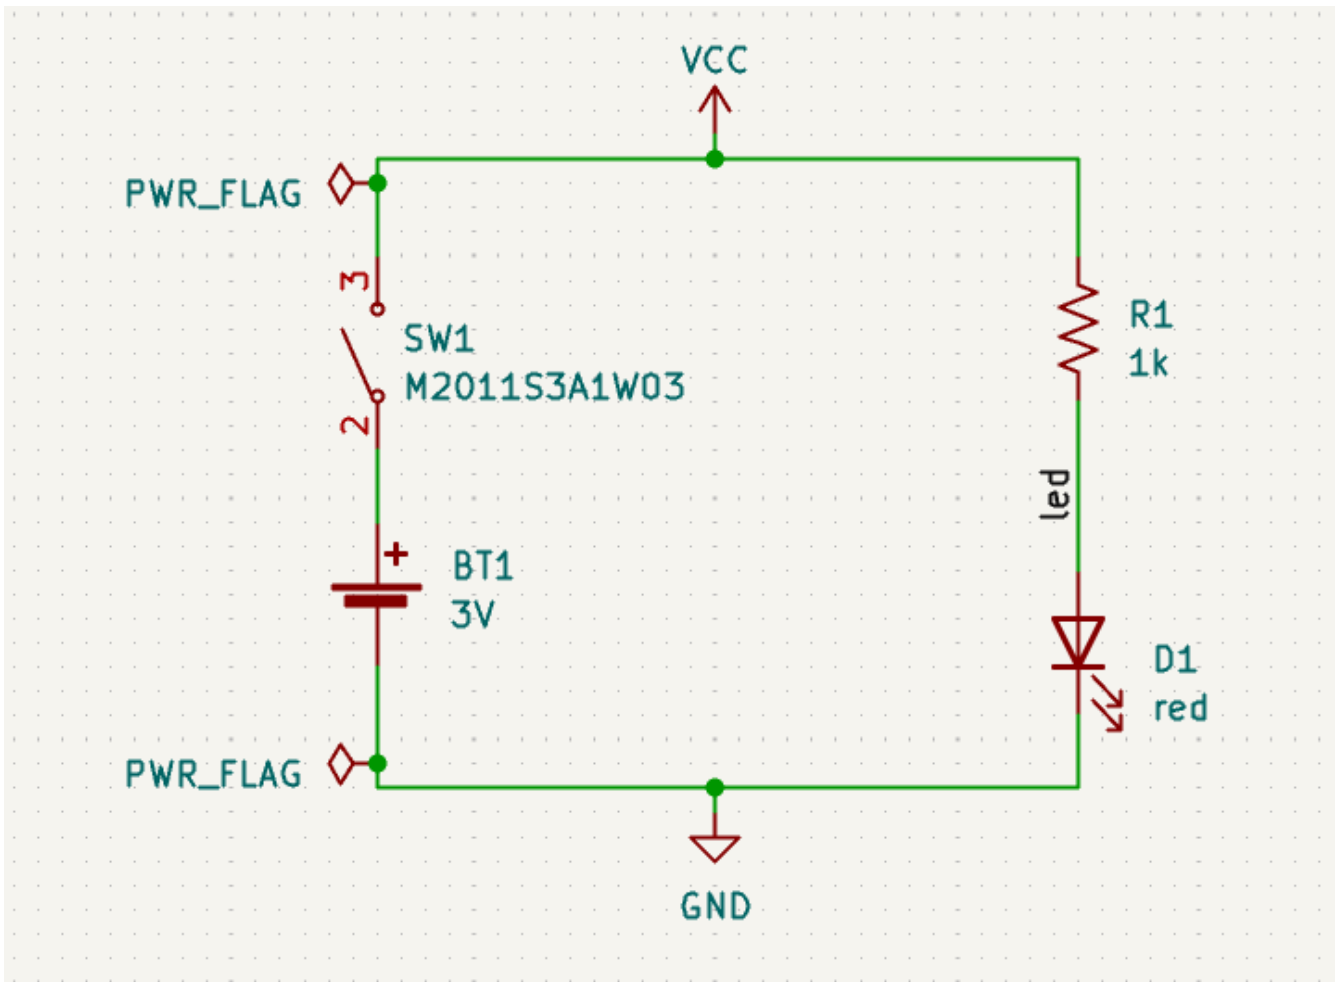 VCC
PWR_FLAG
3
SW1
M2011S3A1W03
2
R1
1k
led
+
BT1
3V
D1
red
PWR_FLAG
GND